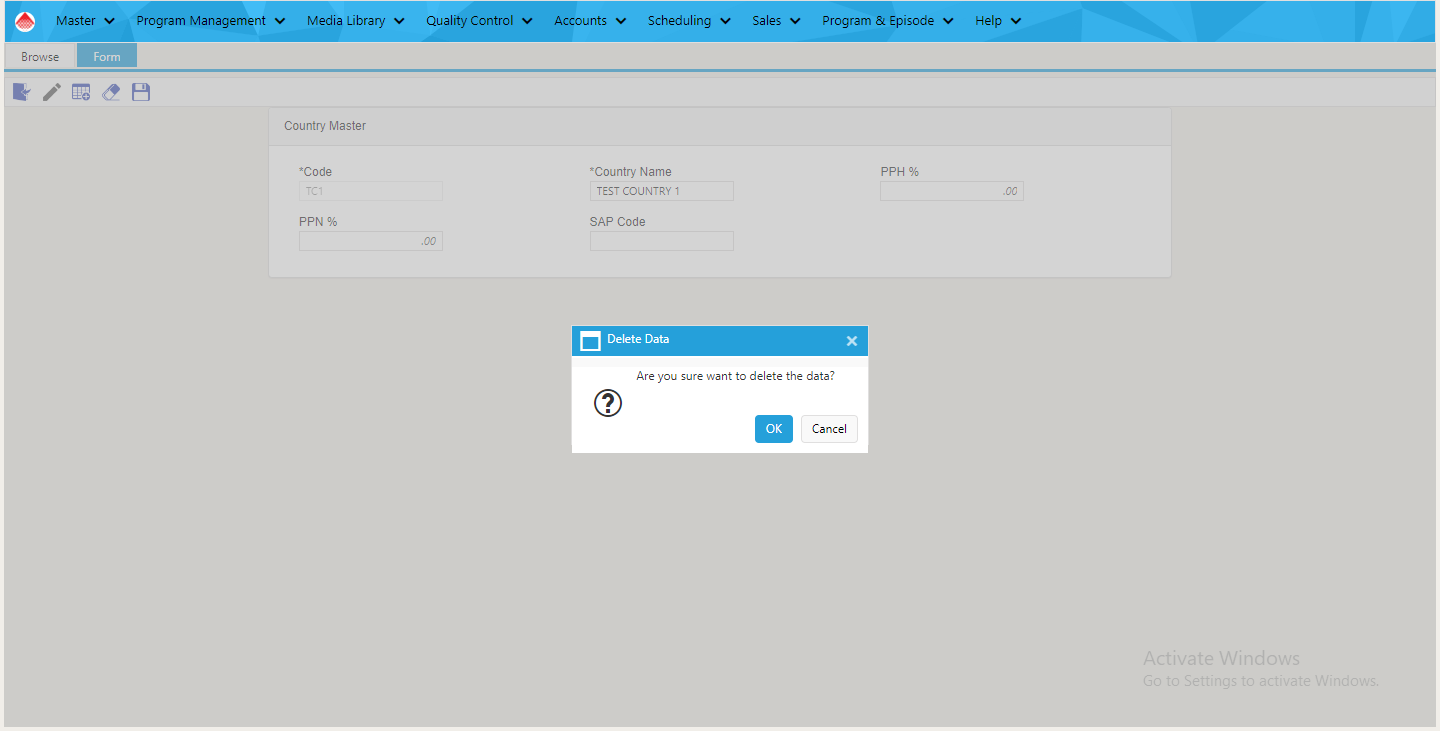 Master Program Management Media Library Quality Control Accounts Scheduling Sales Program & Episode Help
Browse Form
Country Master
*Code *Country Name PPH %
TC1 TEST COUNTRY 1 .00
PPN % SAP Code
.00
Delete Data
Are you sure want to delete the data?
?
OK Cancel
Activate Windows
Go to Settings to activate Windows.